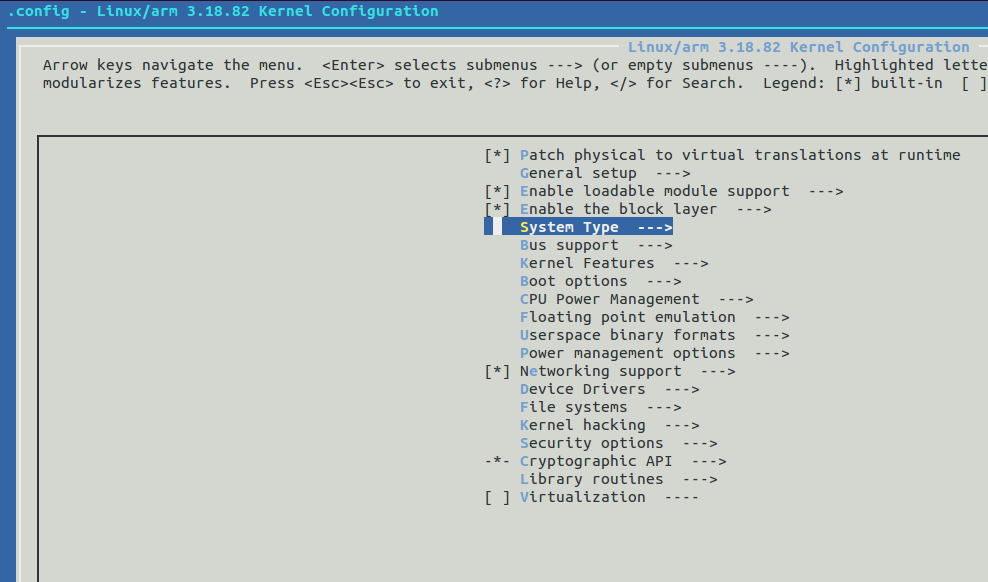 .config - Linux/arm 3.18.82 Kernel Configuration
Linux/arm 3.18.82 Kernel Configuration
Arrow keys navigate the menu.  <Enter> selects submenus ---> (or empty submenus ----).  Highlighted lette
modularizes features.  Press <Esc><Esc> to exit, <?> for Help, </> for Search.  Legend: [*] built-in  [ ]
[*] Patch physical to virtual translations at runtime
General setup  --->
[*] Enable loadable module support  --->
[*] Enable the block layer  --->
System Type  --->
Bus support  --->
Kernel Features  --->
Boot options  --->
CPU Power Management  --->
Floating point emulation  --->
Userspace binary formats  --->
Power management options  --->
[*] Networking support  --->
Device Drivers  --->
File systems  --->
Kernel hacking  --->
Security options  --->
-*- Cryptographic API  --->
Library routines  --->
[ ] Virtualization  ----